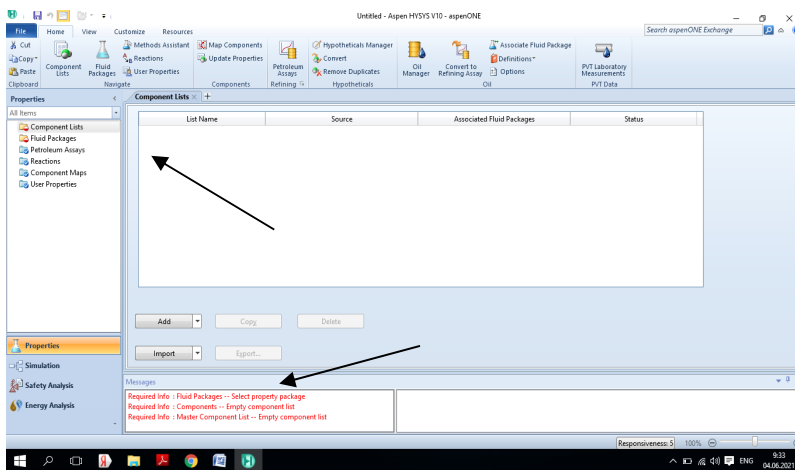 Untitled - Aspen HYSYS V10 - aspenONE
File Home View Customize Resources
Search aspenONE Exchange
Cut
Copy
Paste
Clipboard
Component Lists
Fluid Packages
Methods Assistant
Reactions
User Properties
Navigate
Map Components
Update Properties
Components
Petroleum Assays
Refining
Hypotheticals Manager
Convert
Remove Duplicates
Hypotheticals
Oil Manager
Convert to Refining Assay
Associate Fluid Package
Definitions
Options
Oil
PVT Laboratory Measurements
PVT Data
Properties
All Items
Component Lists
Fluid Packages
Petroleum Assays
Reactions
Component Maps
User Properties
Component Lists
List Name Source Associated Fluid Packages Status
Add Copy Delete
Import Export...
Properties
Simulation
Safety Analysis
Energy Analysis
Messages
Required Info : Fluid Packages -- Select property package
Required Info : Components -- Empty component list
Required Info : Master Component List -- Empty component list
Responsiveness: 5 100%
ENG
9:33
04.06.2021